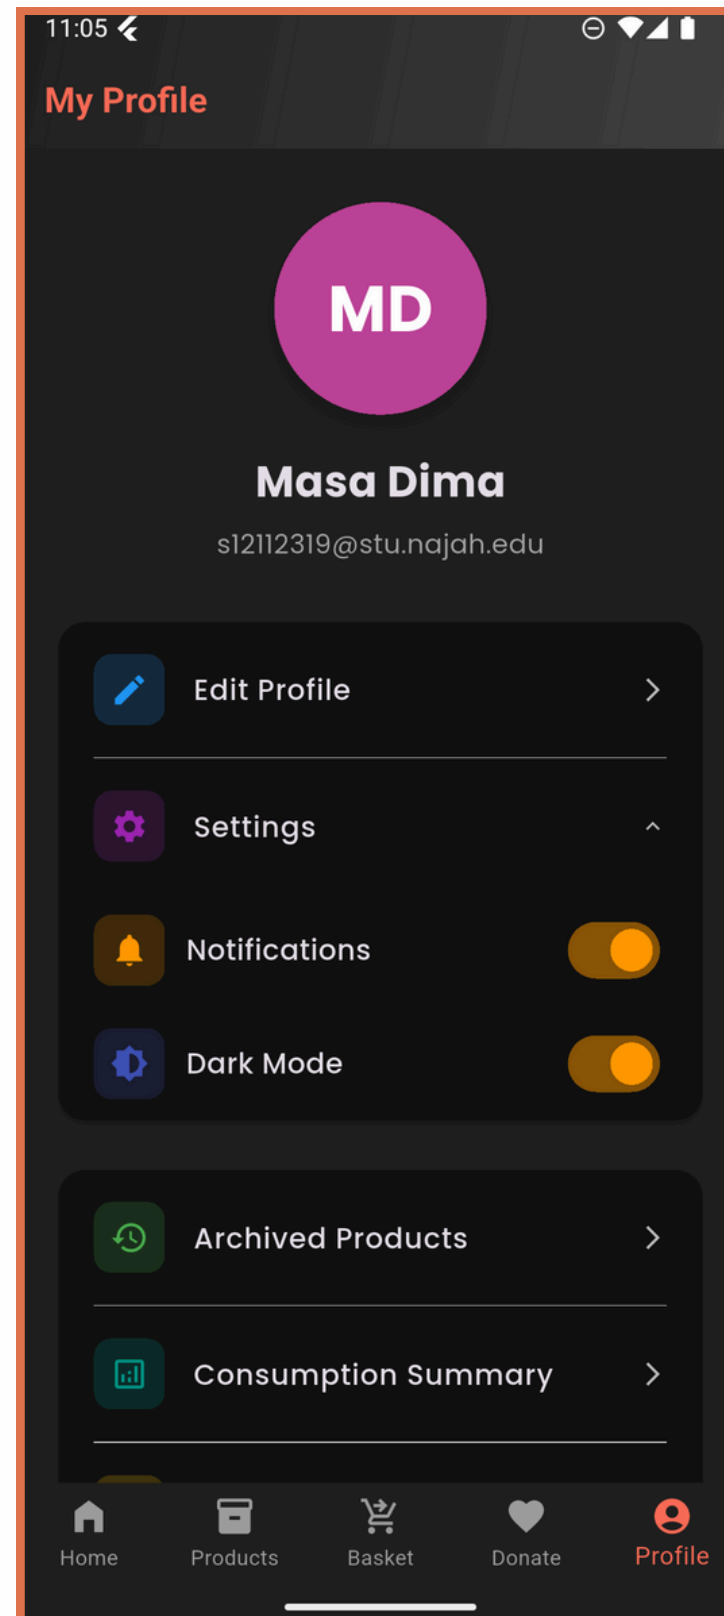 11:05
My Profile
MD
Masa Dima
s12112319@stu.najah.edu
Edit Profile
Settings
Notifications
Dark Mode
Archived Products
Consumption Summary
Home Products Basket Donate Profile